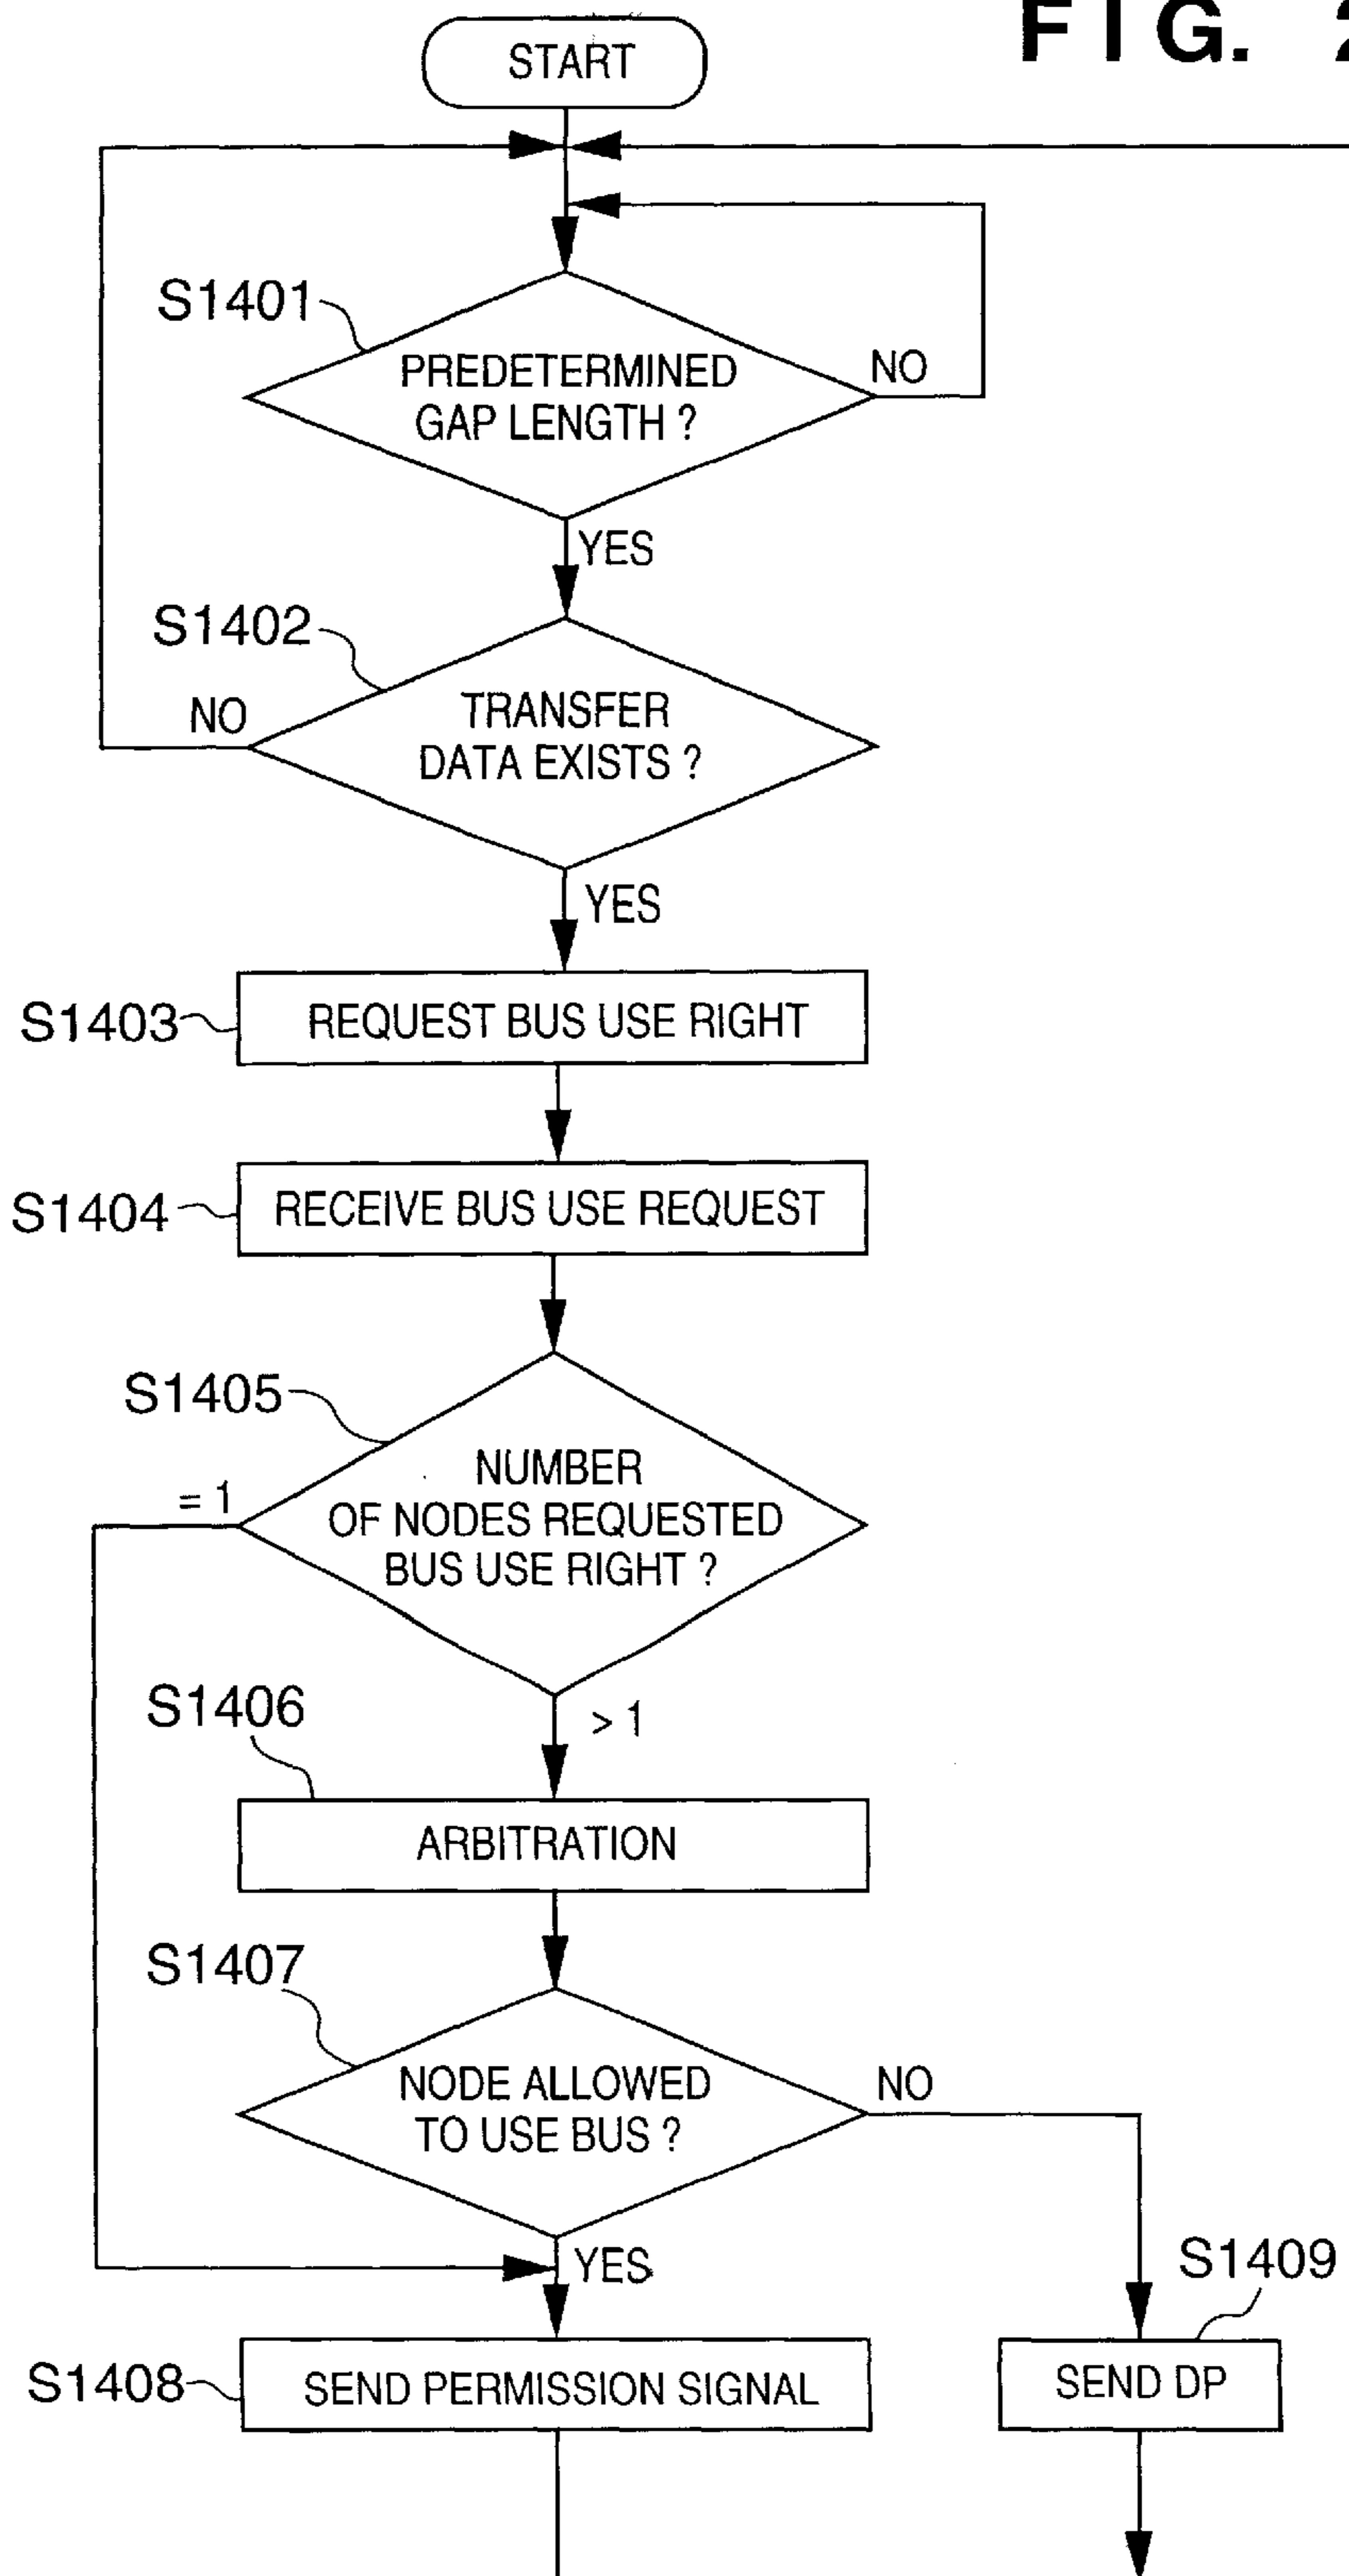 FIG. 2
START
S1401
PREDETERMINED
GAP LENGTH ?
NO
YES
S1402
TRANSFER
DATA EXISTS ?
NO
YES
S1403
REQUEST BUS USE RIGHT
S1404
RECEIVE BUS USE REQUEST
S1405
NUMBER
OF NODES REQUESTED
BUS USE RIGHT ?
= 1
> 1
S1406
ARBITRATION
S1407
NODE ALLOWED
TO USE BUS ?
NO
YES
S1409
S1408
SEND PERMISSION SIGNAL
SEND DP